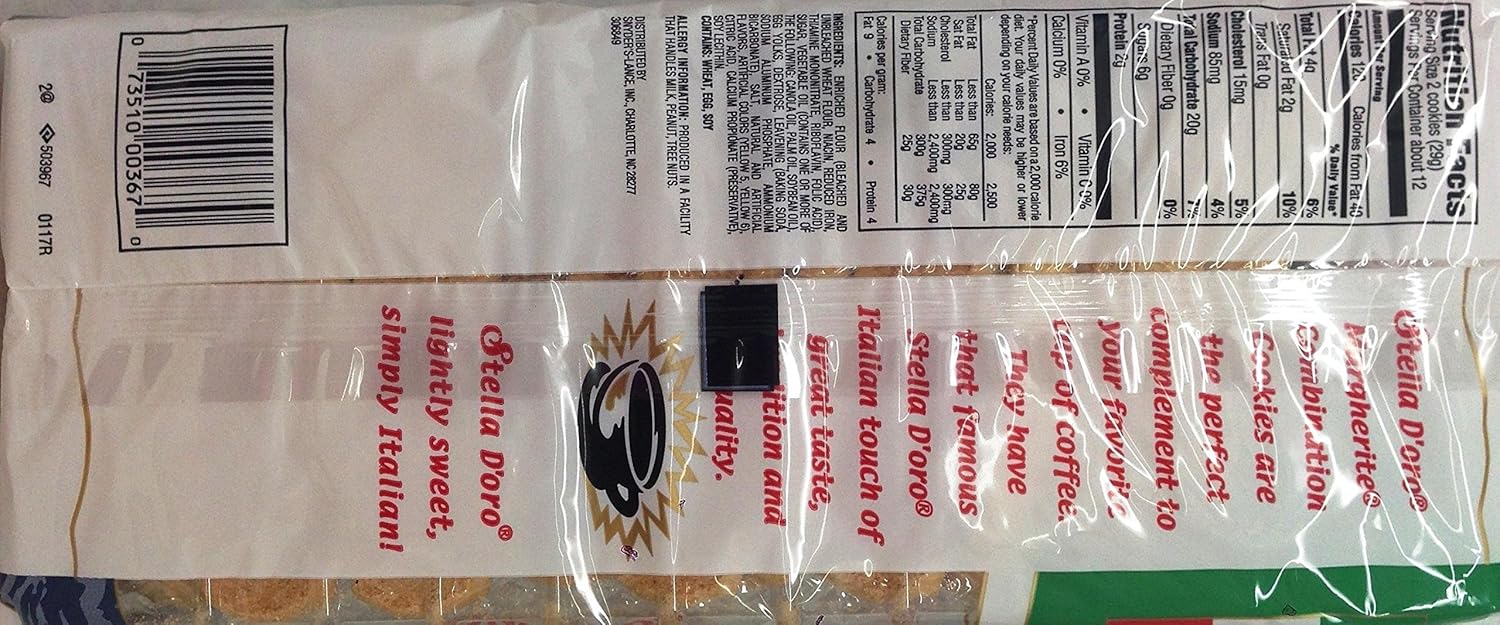 Nutrition Facts
Serving Size 2 cookies (29g)
Servings Per Container about 12
Amount Per Serving
Calories 120 Calories from Fat 40
% Daily Value*
Total Fat 4g 6%
Saturated Fat 2g 10%
Trans Fat 0g
Cholesterol 15mg 5%
Sodium 85mg 4%
Total Carbohydrate 20g 7%
Dietary Fiber 0g 0%
Sugars 6g
Protein 2g
Vitamin A 0% • Vitamin C 0%
Calcium 0% • Iron 6%
*Percent Daily Values are based on a 2,000 calorie
diet. Your daily values may be higher or lower
depending on your calorie needs:
Calories: 2,000 2,500
Total Fat Less than 65g 80g
Sat Fat Less than 20g 25g
Cholesterol Less than 300mg 300mg
Sodium Less than 2,400mg 2,400mg
Total Carbohydrate 300g 375g
Dietary Fiber 25g 30g
Calories per gram:
Fat 9 • Carbohydrate 4 • Protein 4
INGREDIENTS: ENRICHED FLOUR (BLEACHED AND
UNBLEACHED WHEAT FLOUR, NIACIN, REDUCED IRON,
THIAMINE MONONITRATE, RIBOFLAVIN, FOLIC ACID),
SUGAR, VEGETABLE OIL (CONTAINS ONE OR MORE OF
THE FOLLOWING: CANOLA OIL, PALM OIL, SOYBEAN OIL),
EGG YOLKS, DEXTROSE, LEAVENING (BAKING SODA,
SODIUM ALUMINUM PHOSPHATE, AMMONIUM
BICARBONATE), SALT, NATURAL AND ARTIFICIAL
FLAVORS, ARTIFICIAL COLORS (YELLOW 5, YELLOW 6),
CITRIC ACID, CALCIUM PROPIONATE (PRESERVATIVE),
SOY LECITHIN.
CONTAINS: WHEAT, EGG, SOY
ALLERGY INFORMATION: PRODUCED IN A FACILITY
THAT HANDLES MILK, PEANUT, TREE NUTS.
DISTRIBUTED BY
SNYDER'S-LANCE, INC., CHARLOTTE, NC 28277
306849
0 73510 00367 0
2@ 503967 0117R
Stella D'oro®
Margherite®
Combination
Cookies are
the perfect
complement to
your favorite
cup of coffee.
They have
that famous
Stella D'oro®
Italian touch of
great taste,
and
Stella D'oro®
lightly sweet,
simply Italian!